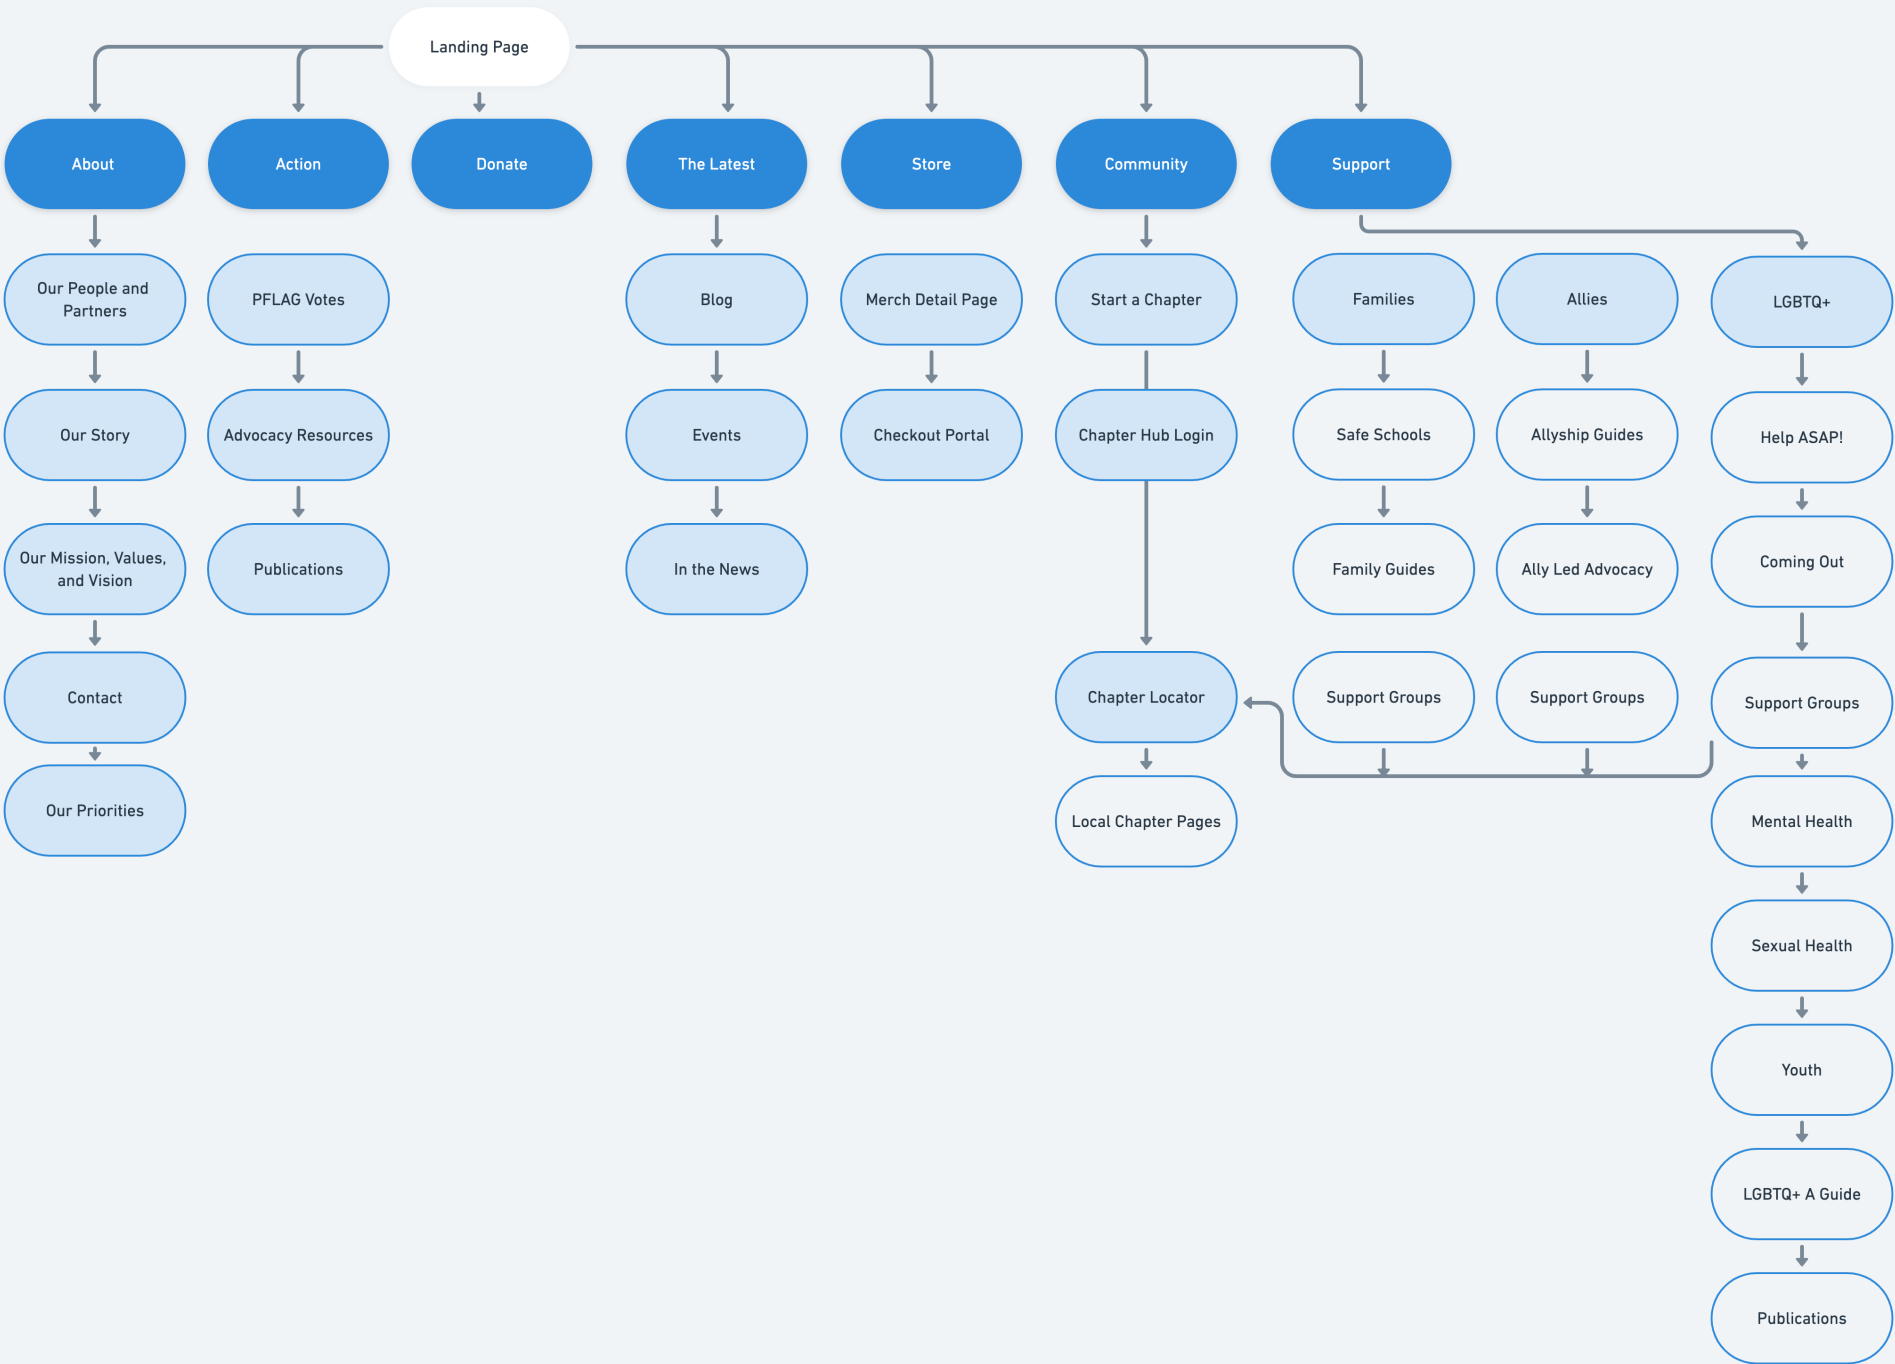 Landing Page
About
Action
Donate
The Latest
Store
Community
Support
Our People and
Partners
PFLAG Votes
Blog
Merch Detail Page
Start a Chapter
Families
Allies
LGBTQ+
Our Story
Advocacy Resources
Events
Checkout Portal
Chapter Hub Login
Safe Schools
Allyship Guides
Help ASAP!
Our Mission, Values,
and Vision
Publications
In the News
Family Guides
Ally Led Advocacy
Coming Out
Contact
Chapter Locator
Support Groups
Support Groups
Support Groups
Our Priorities
Local Chapter Pages
Mental Health
Sexual Health
Youth
LGBTQ+ A Guide
Publications